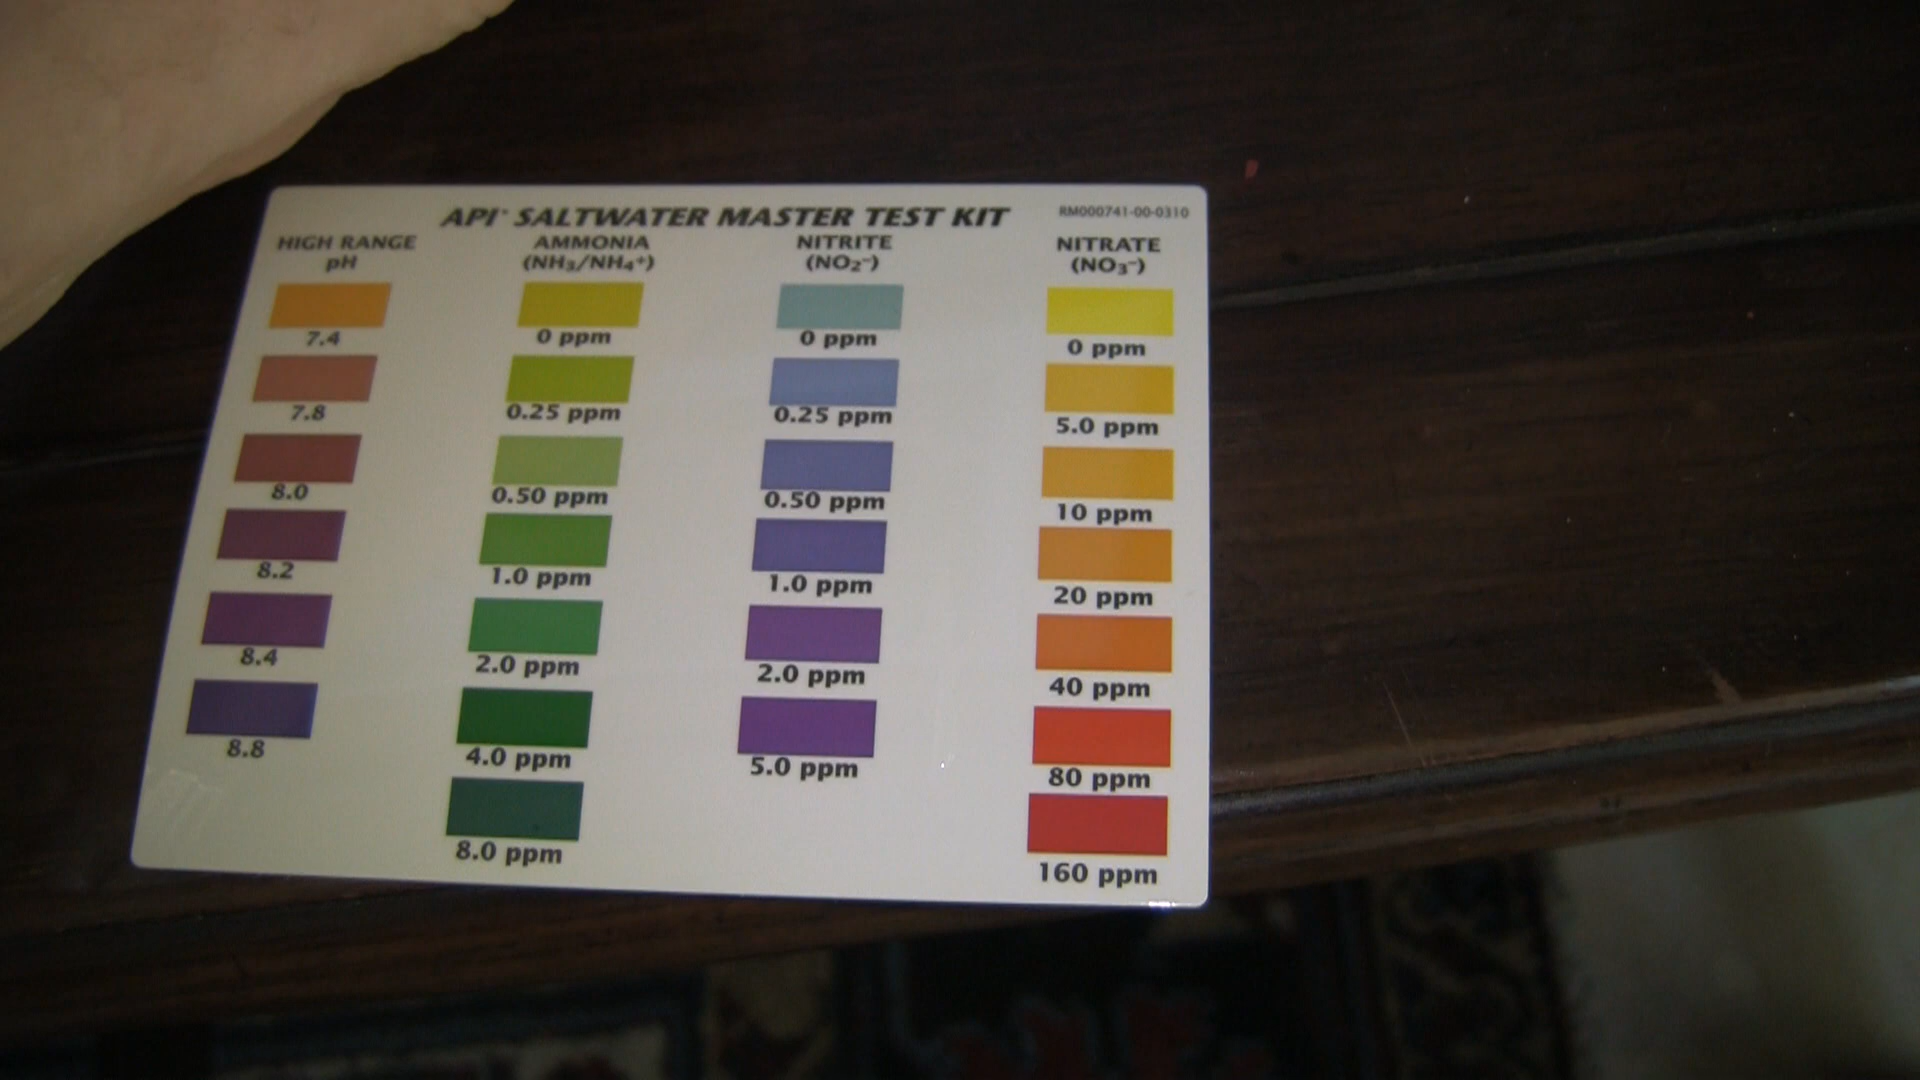 API* SALTWATER MASTER TEST KIT
RM000741-00-0310
HIGH RANGE
pH
7.4
7.8
8.0
8.2
8.4
8.8
AMMONIA
(NH₃/NH₄⁺)
0 ppm
0.25 ppm
0.50 ppm
1.0 ppm
2.0 ppm
4.0 ppm
8.0 ppm
NITRITE
(NO₂⁻)
0 ppm
0.25 ppm
0.50 ppm
1.0 ppm
2.0 ppm
5.0 ppm
NITRATE
(NO₃⁻)
0 ppm
5.0 ppm
10 ppm
20 ppm
40 ppm
80 ppm
160 ppm